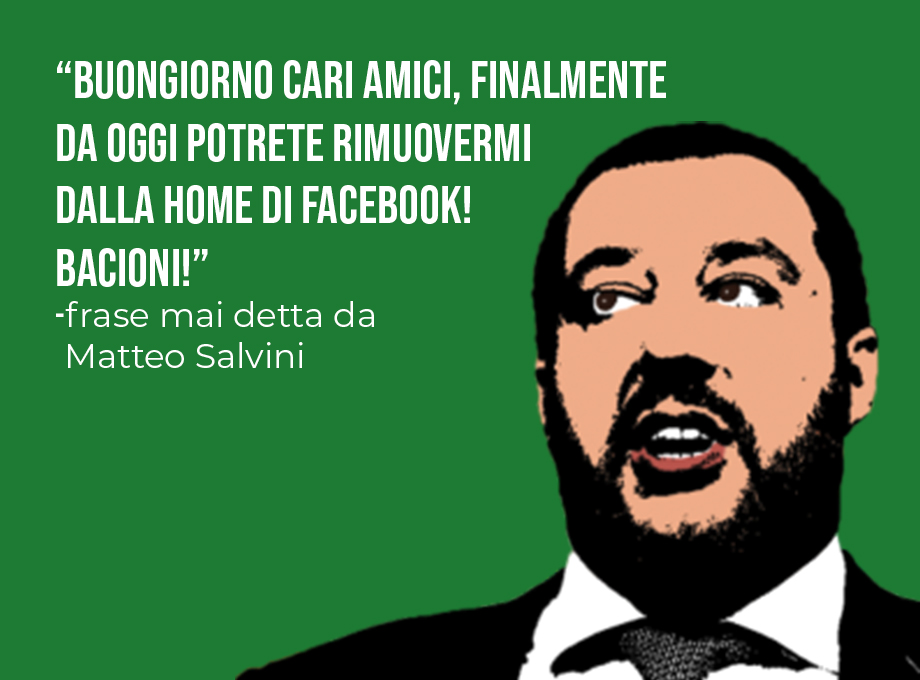 “BUONGIORNO CARI AMICI, FINALMENTE
DA OGGI POTRETE RIMUOVERMI
DALLA HOME DI FACEBOOK!
BACIONI!”
-frase mai detta da
Matteo Salvini